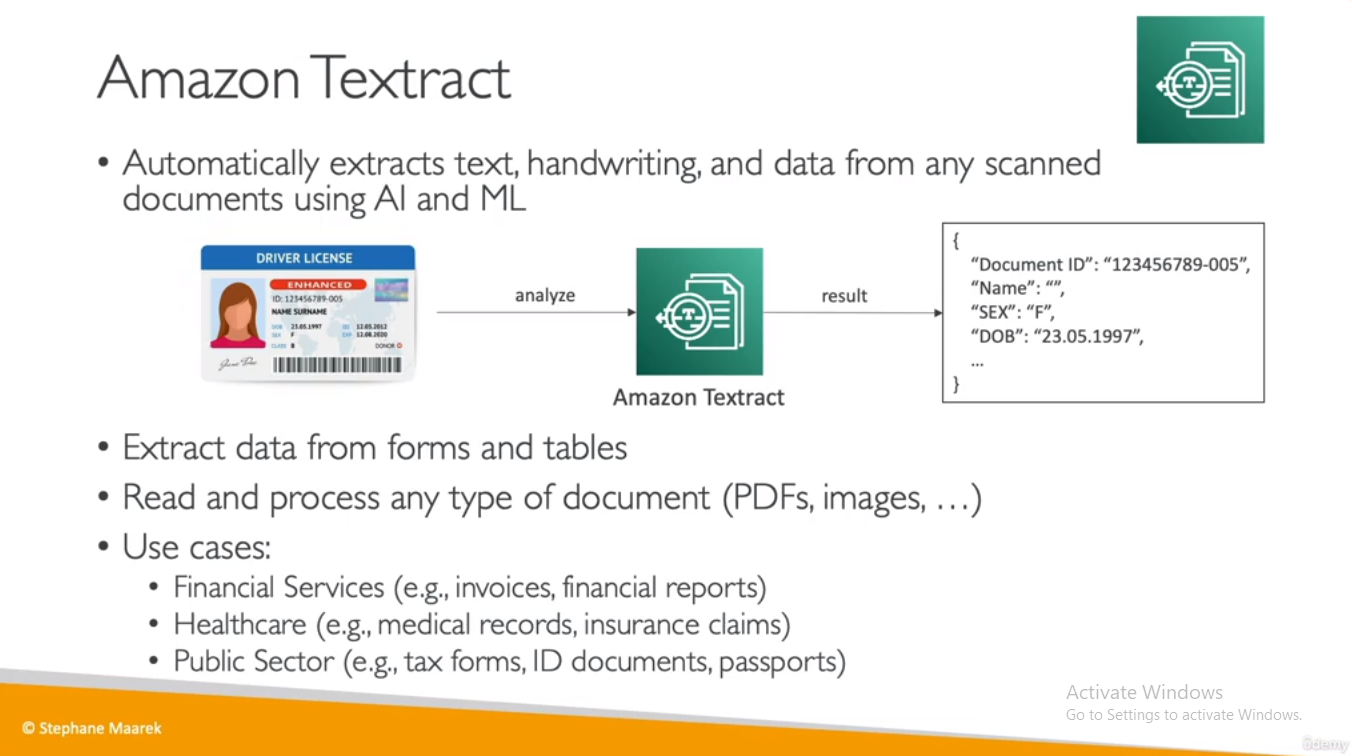 Amazon Textract
• Automatically extracts text, handwriting, and data from any scanned
documents using AI and ML
DRIVER LICENSE
ENHANCED
ID: 123456789-005
NAME SURNAME
DOB 23.05.1997 ISS 12.05.2012
SEX F EXP 12.08.2020
CLASS B DONOR
Jane Doe
analyze
Amazon Textract
result
{
"Document ID": "123456789-005",
"Name": "",
"SEX": "F",
"DOB": "23.05.1997",
...
}
• Extract data from forms and tables
• Read and process any type of document (PDFs, images, …)
• Use cases:
• Financial Services (e.g., invoices, financial reports)
• Healthcare (e.g., medical records, insurance claims)
• Public Sector (e.g., tax forms, ID documents, passports)
Activate Windows
Go to Settings to activate Windows.
© Stephane Maarek
ûdemy